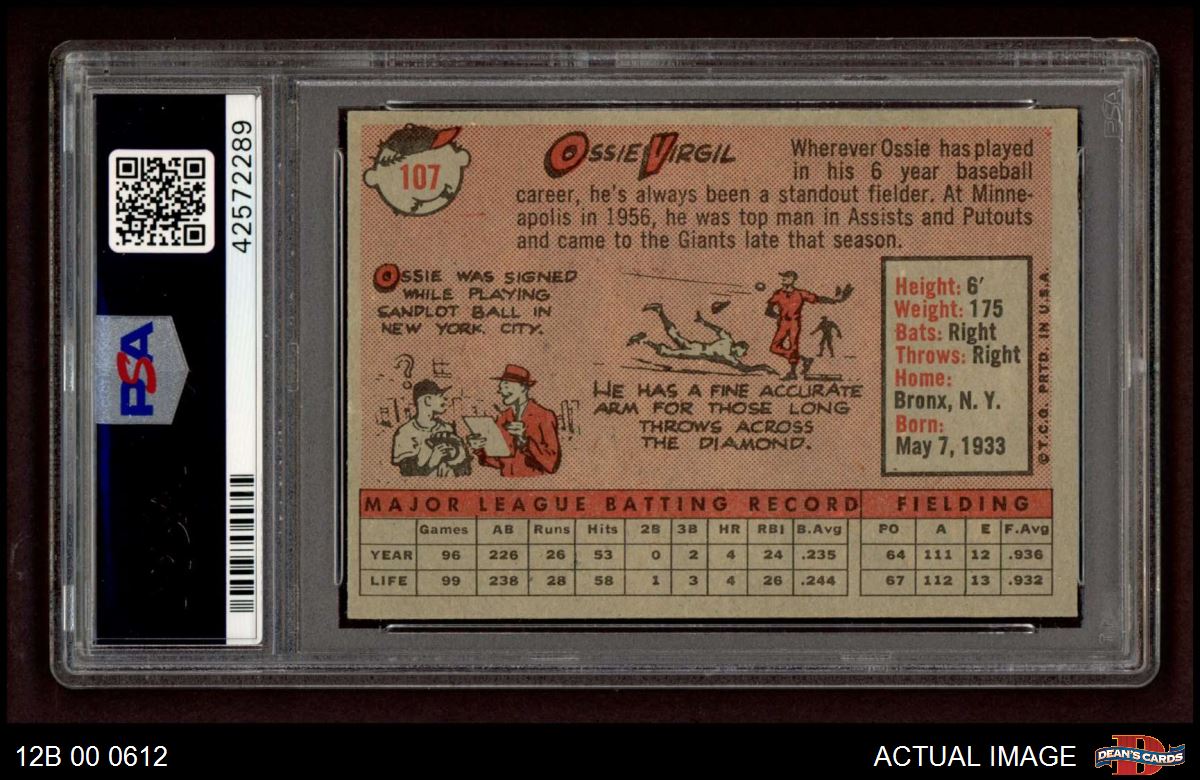 42572289
PSA
107
OSSIE VIRGIL
Wherever Ossie has played
in his 6 year baseball
career, he's always been a standout fielder. At Minne-
apolis in 1956, he was top man in Assists and Putouts
and came to the Giants late that season.
OSSIE WAS SIGNED
WHILE PLAYING
SANDLOT BALL IN
NEW YORK CITY.
?
HE HAS A FINE ACCURATE
ARM FOR THOSE LONG
THROWS ACROSS
THE DIAMOND.
Height: 6'
Weight: 175
Bats: Right
Throws: Right
Home:
Bronx, N. Y.
Born:
May 7, 1933
© T.C.G. PRTD. IN U.S.A.
MAJOR LEAGUE BATTING RECORD FIELDING
Games AB Runs Hits 2B 3B HR RBI B.Avg PO A E F.Avg
YEAR 96 226 26 53 0 2 4 24 .235 64 111 12 .936
LIFE 99 238 28 58 1 3 4 26 .244 67 112 13 .932
PSA
12B 00 0612
ACTUAL IMAGE
DEAN'S CARDS